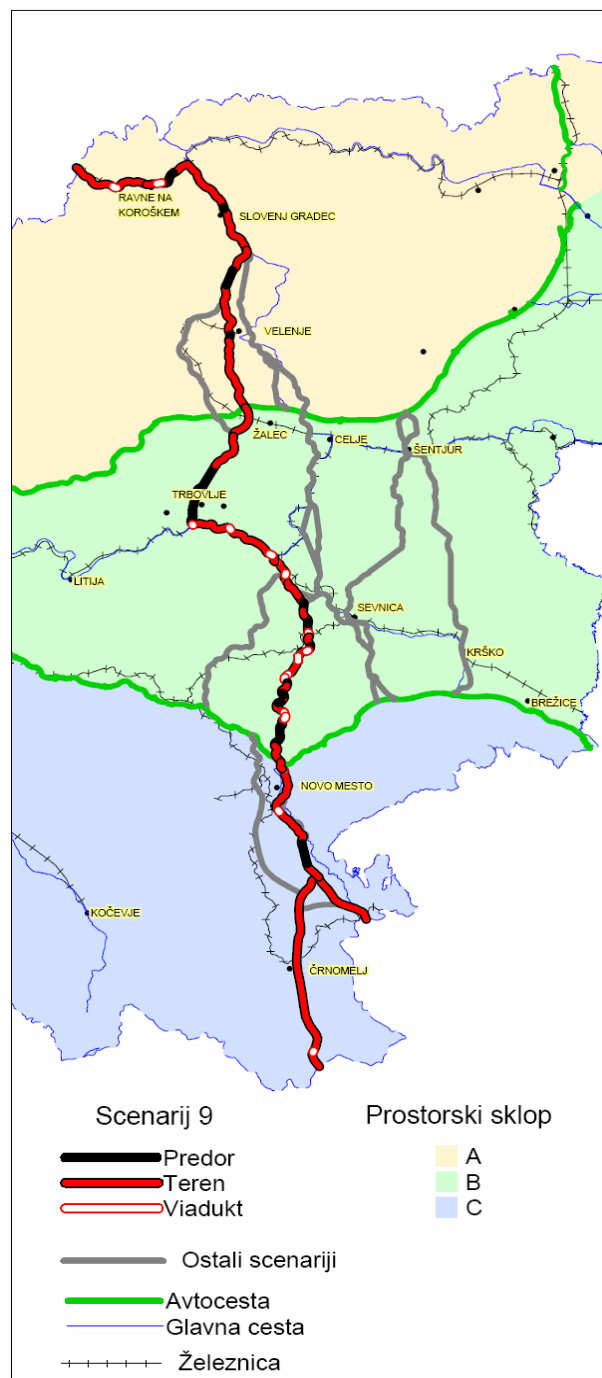 RAVNE NA
KOROŠKEM
SLOVENJ GRADEC
VELENJE
ŽALEC
CELJE
ŠENTJUR
TRBOVLJE
LITIJA
SEVNICA
KRŠKO
BREŽICE
NOVO MESTO
KOČEVJE
ČRNOMELJ
Scenarij 9
Predor
Teren
Viadukt
Ostali scenariji
Avtocesta
Glavna cesta
Železnica
Prostorski sklop
A
B
C